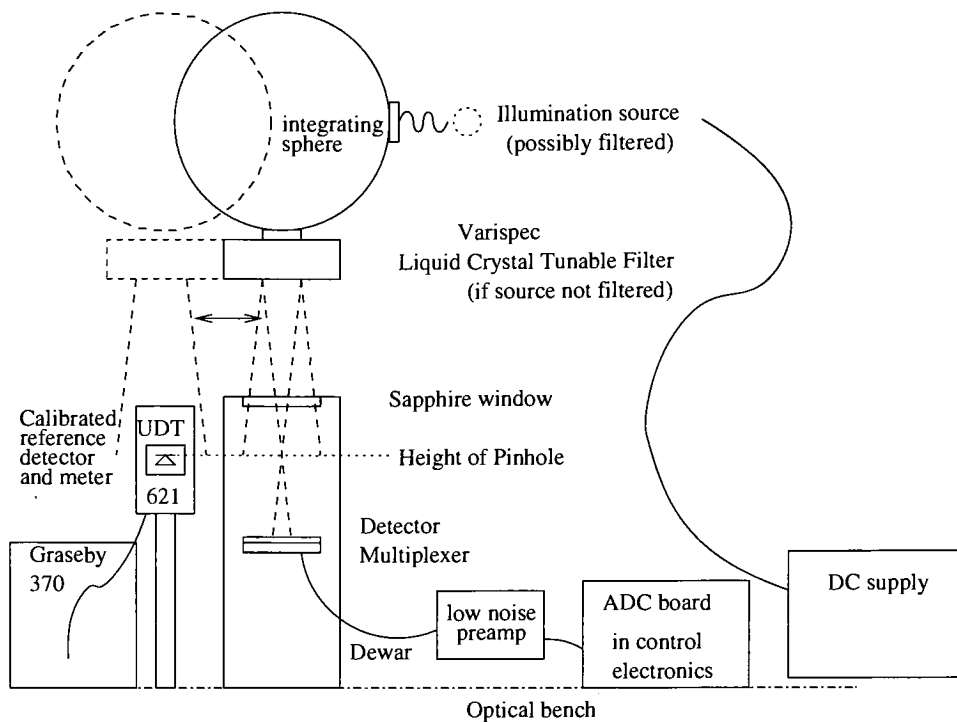 integrating
sphere
Illumination source
(possibly filtered)
Varispec
Liquid Crystal Tunable Filter
(if source not filtered)
Sapphire window
Calibrated
reference
detector
and meter
UDT
621
Height of Pinhole
Detector
Multiplexer
Graseby
370
low noise
preamp
Dewar
ADC board
in control
electronics
DC supply
Optical bench